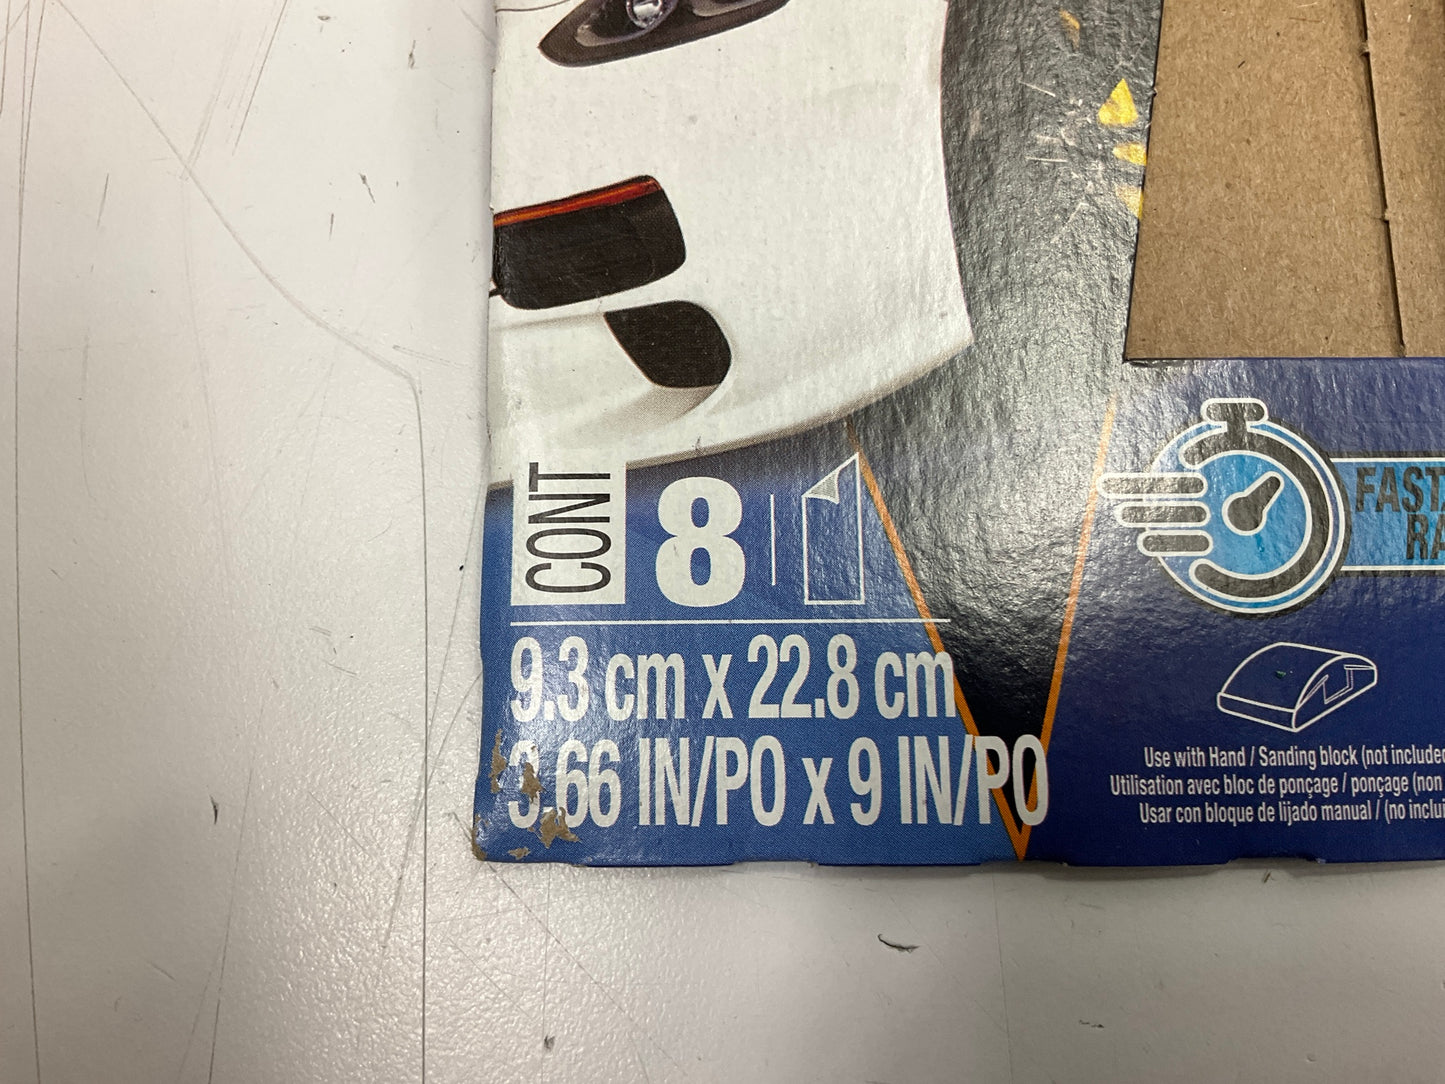 CONT
8
9.3 cm x 22.8 cm
3.66 IN/PO x 9 IN/PO
FAST
RA
Use with Hand / Sanding block (not included
Utilisation avec bloc de ponçage / ponçage (non
Usar con bloque de lijado manual / (no inclui